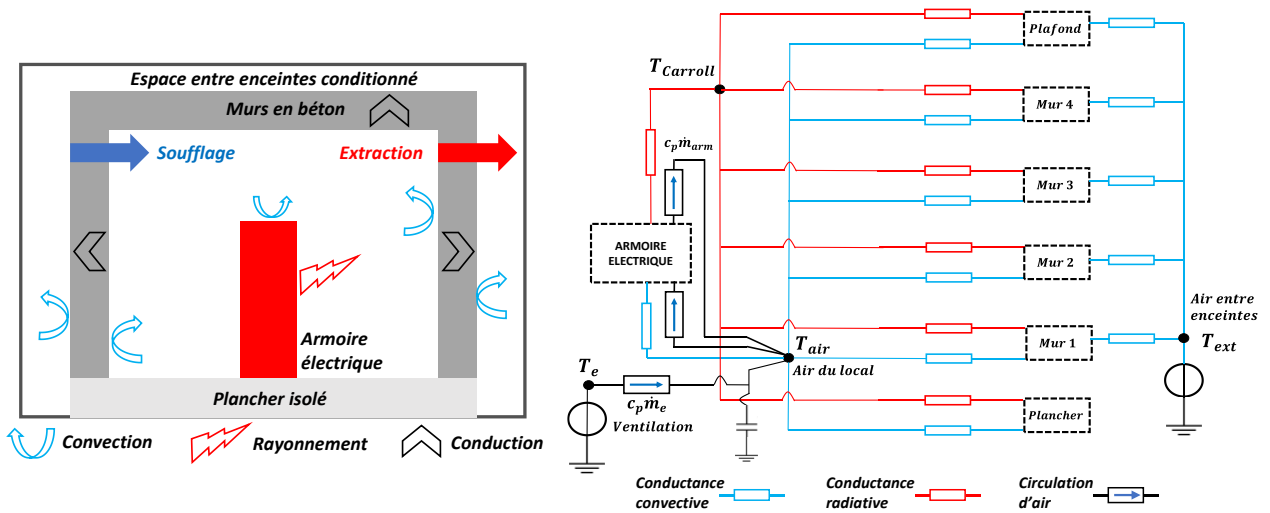 Espace entre enceintes conditionné
Murs en béton
Soufflage
Extraction
Armoire
électrique
Plancher isolé
Convection
Rayonnement
Conduction
Plafond
T_Carroll
Mur 4
c_p ṁ_arm
Mur 3
ARMOIRE
ELECTRIQUE
Mur 2
Air entre
enceintes
T_ext
Mur 1
T_air
Air du local
T_e
c_p ṁ_e
Ventilation
Plancher
Conductance
convective
Conductance
radiative
Circulation
d'air